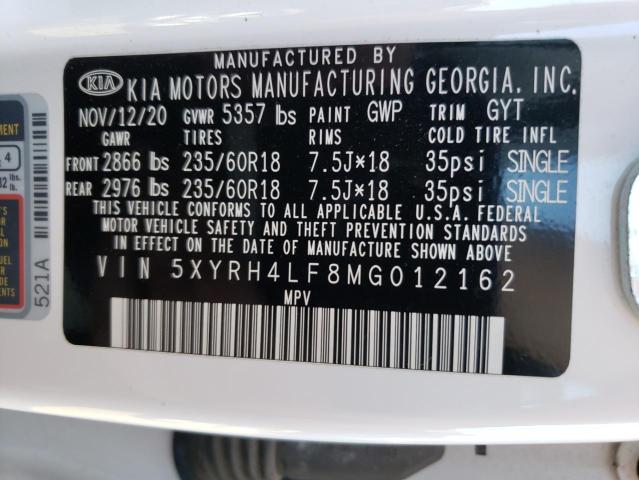 MANUFACTURED BY
KIA KIA MOTORS MANUFACTURING GEORGIA, INC.
NOV/12/20 GVWR 5357 lbs PAINT GWP TRIM GYT
GAWR TIRES RIMS COLD TIRE INFL
FRONT 2866 lbs 235/60R18 7.5J*18 35psi SINGLE
REAR 2976 lbs 235/60R18 7.5J*18 35psi SINGLE
THIS VEHICLE CONFORMS TO ALL APPLICABLE U.S.A. FEDERAL
MOTOR VEHICLE SAFETY AND THEFT PREVENTION STANDARDS
IN EFFECT ON THE DATE OF MANUFACTURE SHOWN ABOVE.
VIN 5XYRH4LF8MG012162
MPV
4
lbs.
521A